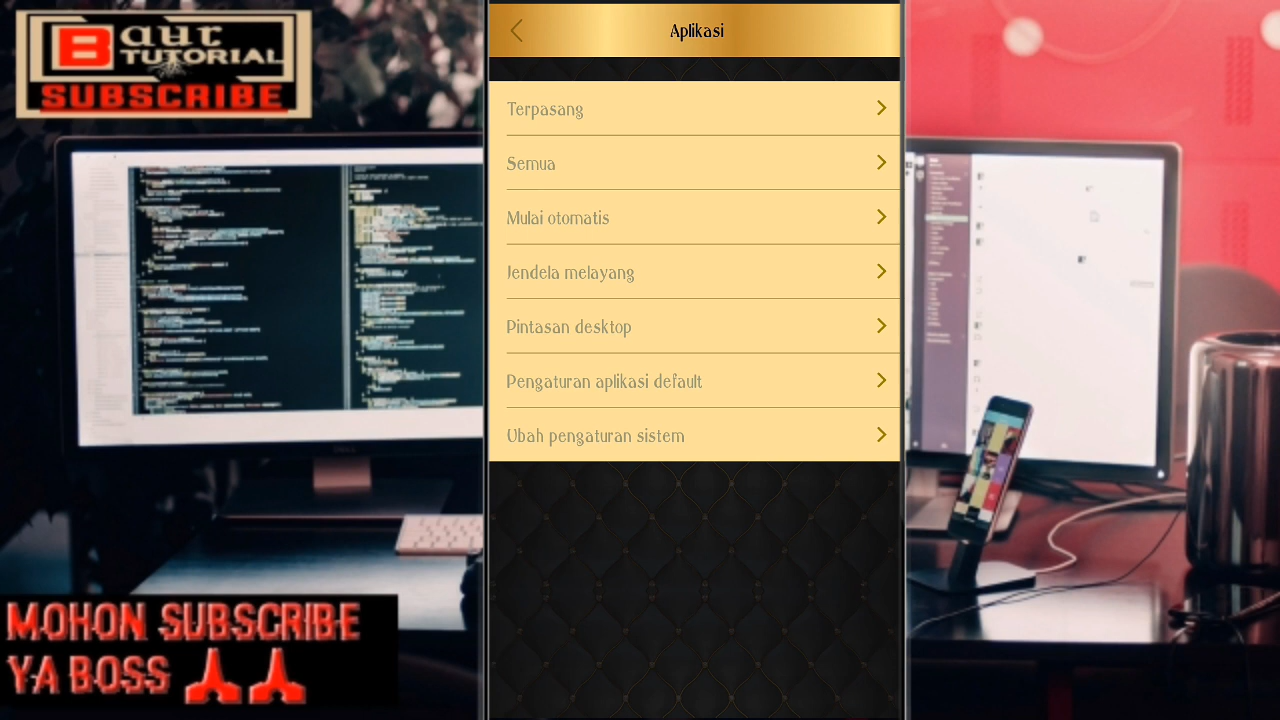 Baur
TUTORIAL
SUBSCRIBE
Aplikasi
Terpasang
Semua
Mulai otomatis
Jendela melayang
Pintasan desktop
Pengaturan aplikasi default
Ubah pengaturan sistem
MOHON SUBSCRIBE
YA BOSS